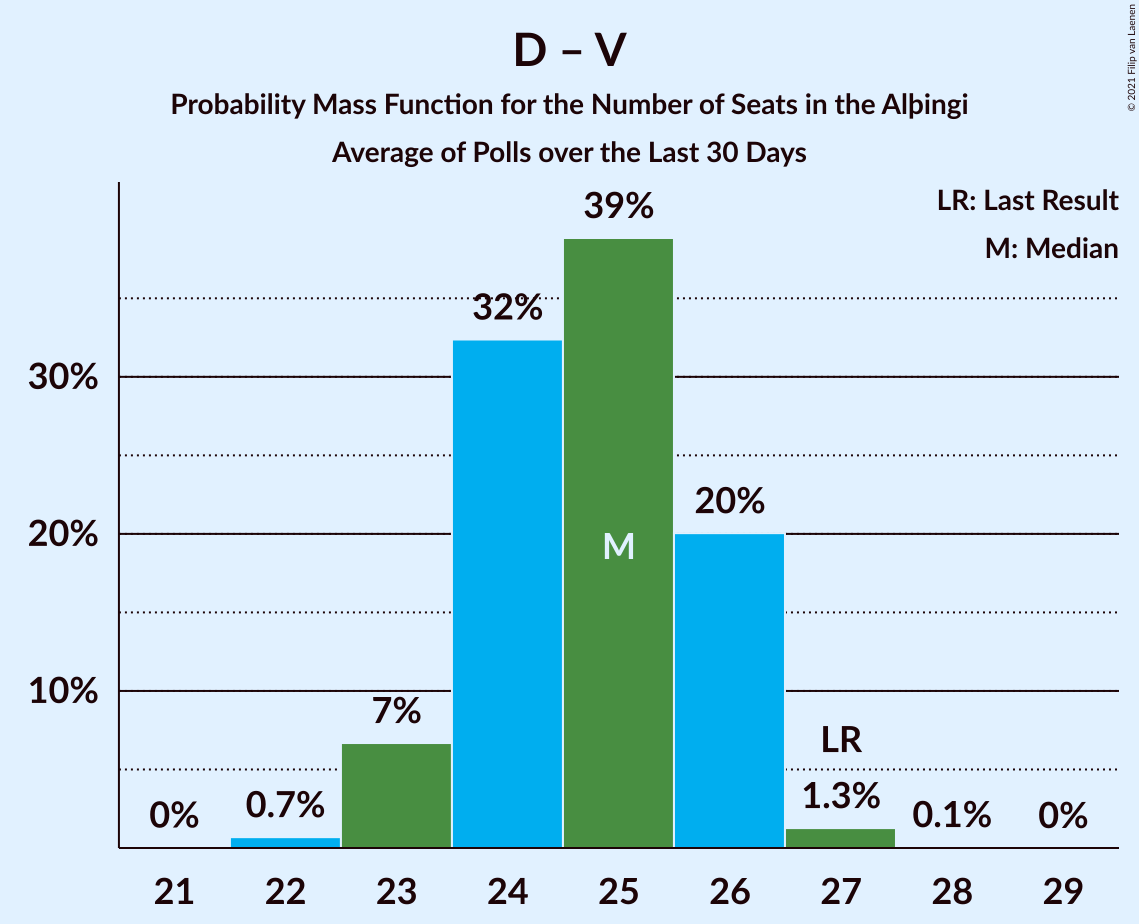 D – V
Probability Mass Function for the Number of Seats in the Alþingi
Average of Polls over the Last 30 Days
© 2021 Filip van Laenen
LR: Last Result
M: Median
39%
32%
30%
20%
20%
M
10%
7%
LR
0%
0.7%
1.3%
0.1%
0%
21 22 23 24 25 26 27 28 29